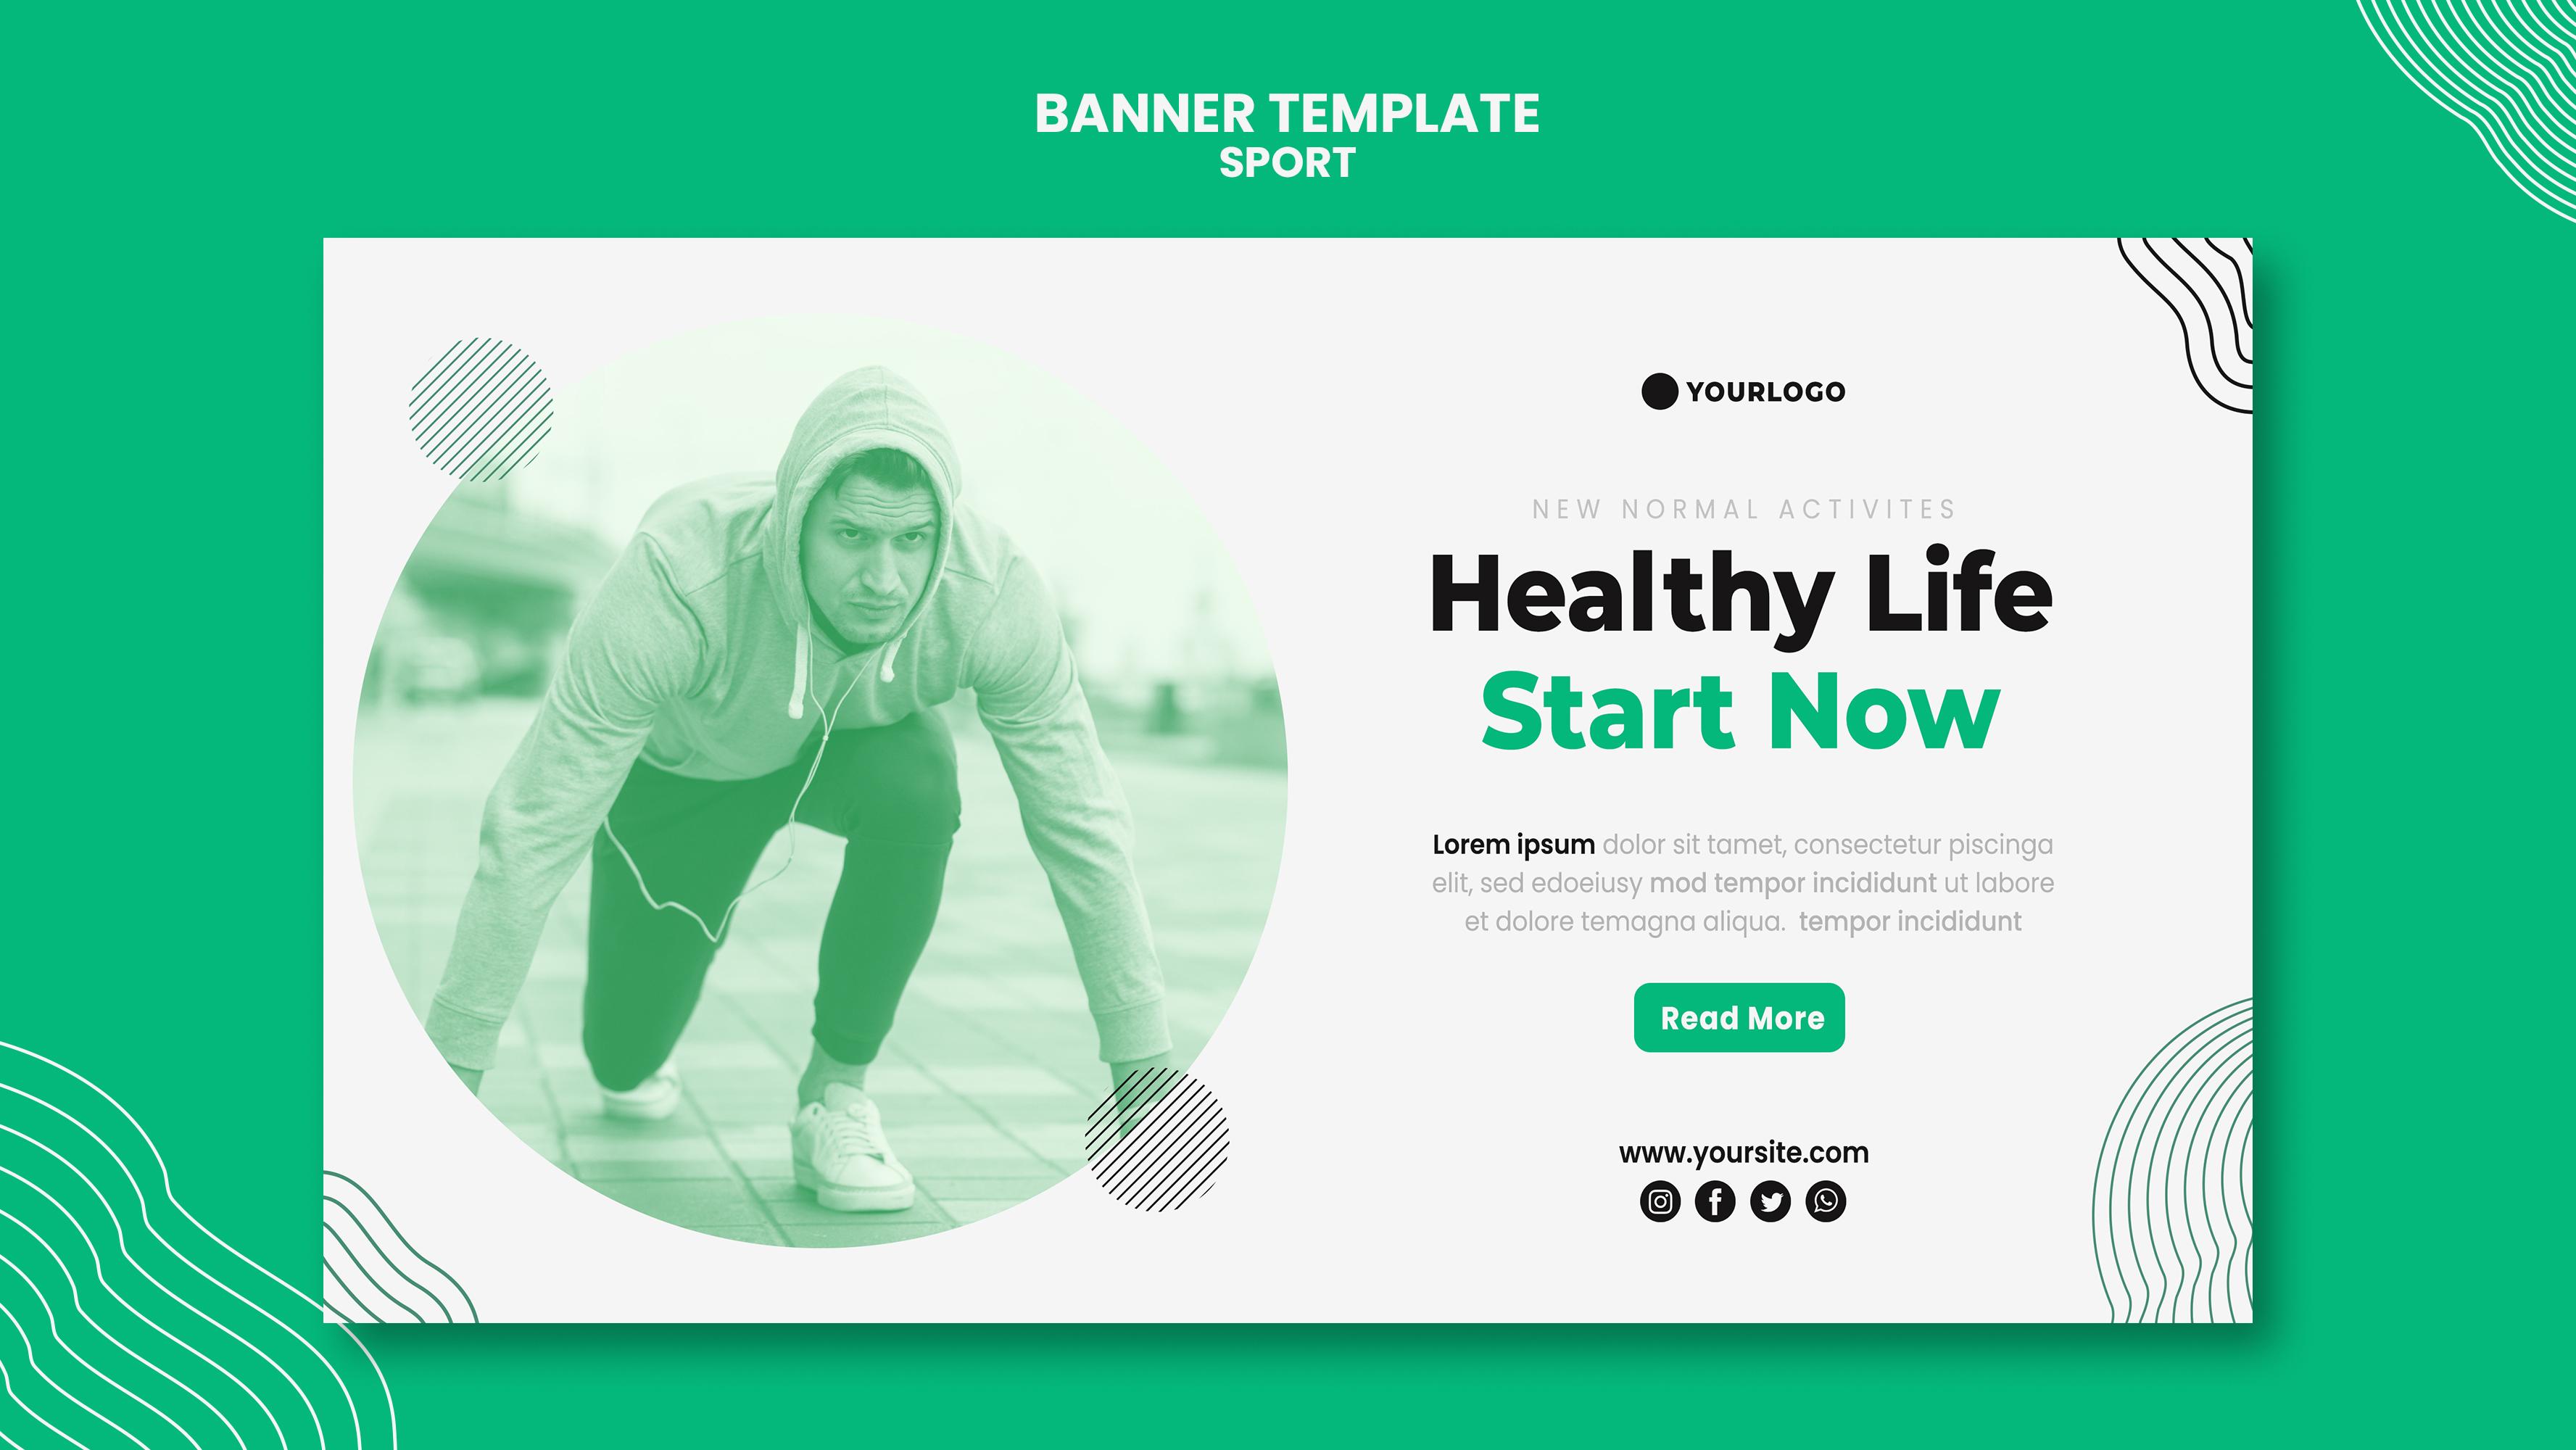 BANNER TEMPLATE
SPORT
YOURLOGO
NEW NORMAL ACTIVITES
Healthy Life
Start Now
Lorem ipsum dolor sit tamet, consectetur piscinga
elit, sed edoeiusy mod tempor incididunt ut labore
et dolore temagna aliqua. tempor incididunt
Read More
www.yoursite.com